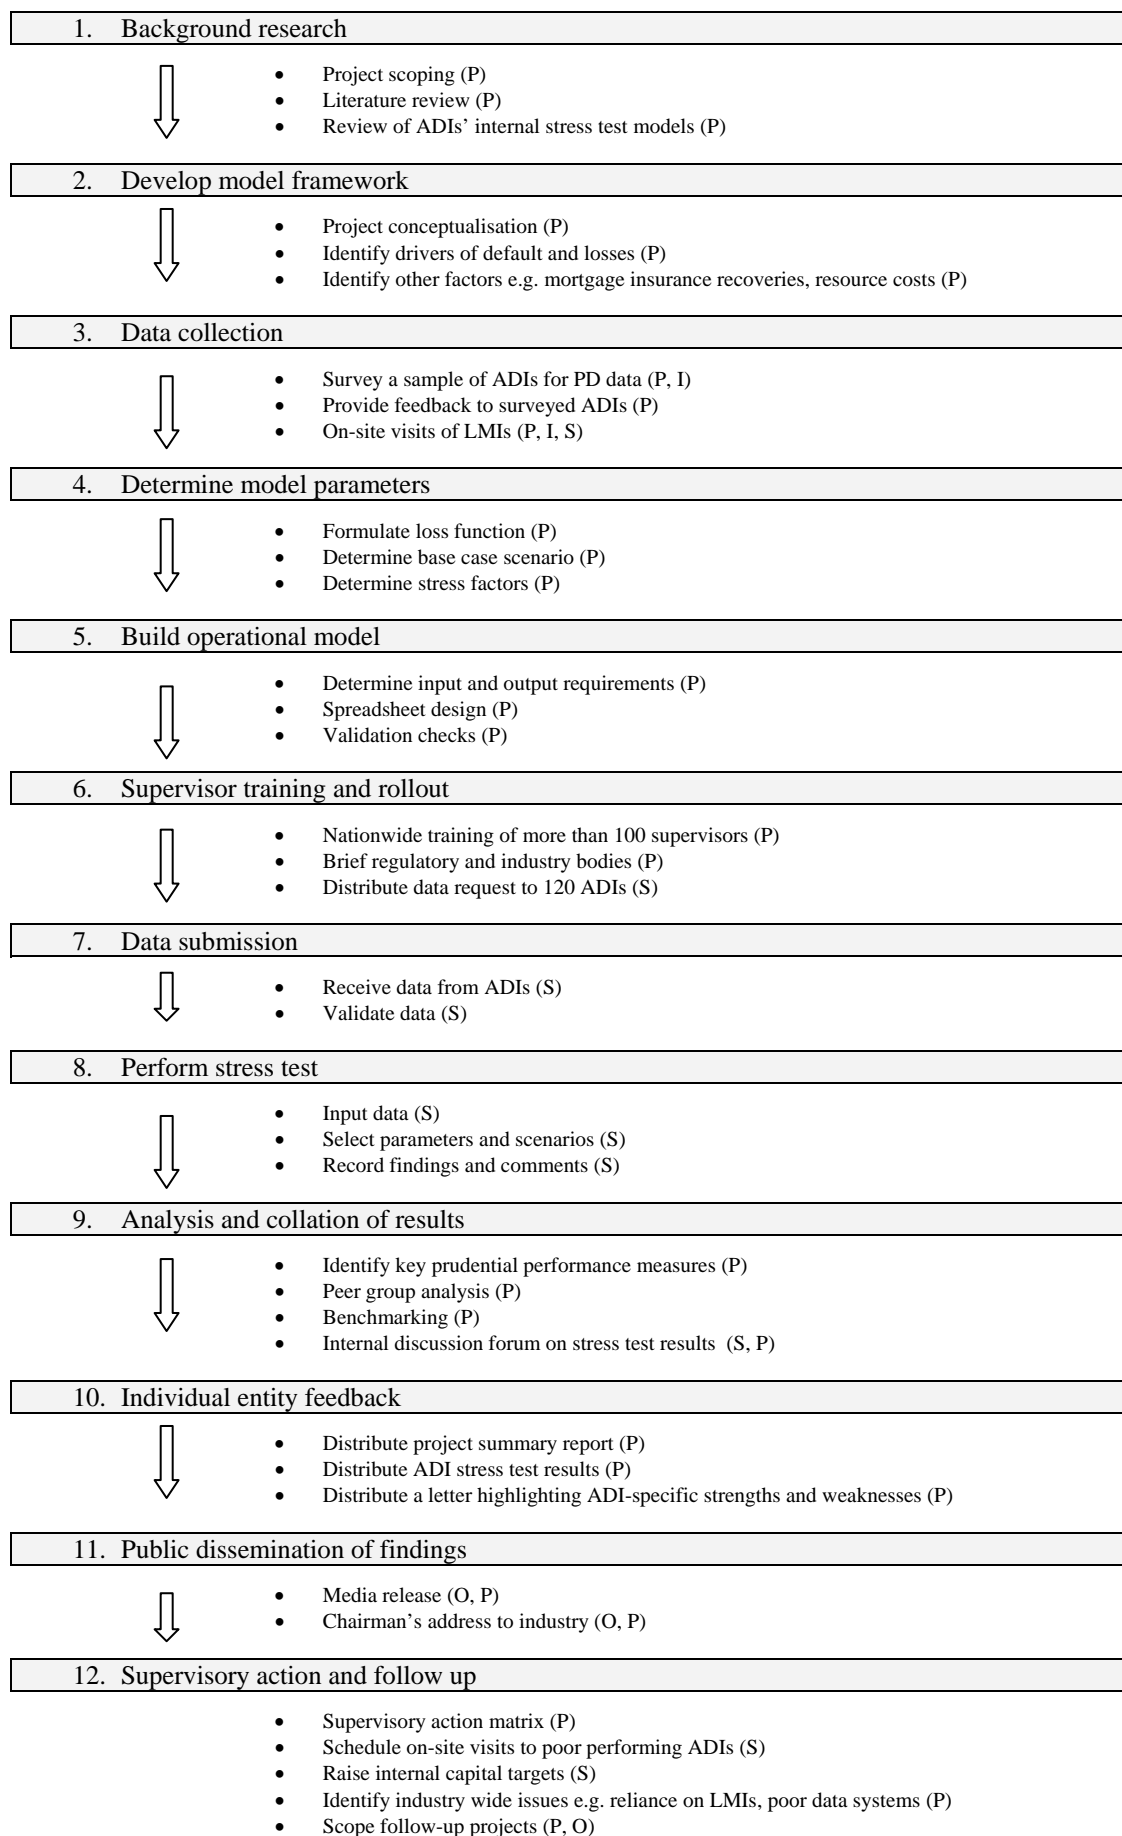 1. Background research
• Project scoping (P)
• Literature review (P)
• Review of ADIs’ internal stress test models (P)
2. Develop model framework
• Project conceptualisation (P)
• Identify drivers of default and losses (P)
• Identify other factors e.g. mortgage insurance recoveries, resource costs (P)
3. Data collection
• Survey a sample of ADIs for PD data (P, I)
• Provide feedback to surveyed ADIs (P)
• On-site visits of LMIs (P, I, S)
4. Determine model parameters
• Formulate loss function (P)
• Determine base case scenario (P)
• Determine stress factors (P)
5. Build operational model
• Determine input and output requirements (P)
• Spreadsheet design (P)
• Validation checks (P)
6. Supervisor training and rollout
• Nationwide training of more than 100 supervisors (P)
• Brief regulatory and industry bodies (P)
• Distribute data request to 120 ADIs (S)
7. Data submission
• Receive data from ADIs (S)
• Validate data (S)
8. Perform stress test
• Input data (S)
• Select parameters and scenarios (S)
• Record findings and comments (S)
9. Analysis and collation of results
• Identify key prudential performance measures (P)
• Peer group analysis (P)
• Benchmarking (P)
• Internal discussion forum on stress test results (S, P)
10. Individual entity feedback
• Distribute project summary report (P)
• Distribute ADI stress test results (P)
• Distribute a letter highlighting ADI-specific strengths and weaknesses (P)
11. Public dissemination of findings
• Media release (O, P)
• Chairman’s address to industry (O, P)
12. Supervisory action and follow up
• Supervisory action matrix (P)
• Schedule on-site visits to poor performing ADIs (S)
• Raise internal capital targets (S)
• Identify industry wide issues e.g. reliance on LMIs, poor data systems (P)
• Scope follow-up projects (P, O)